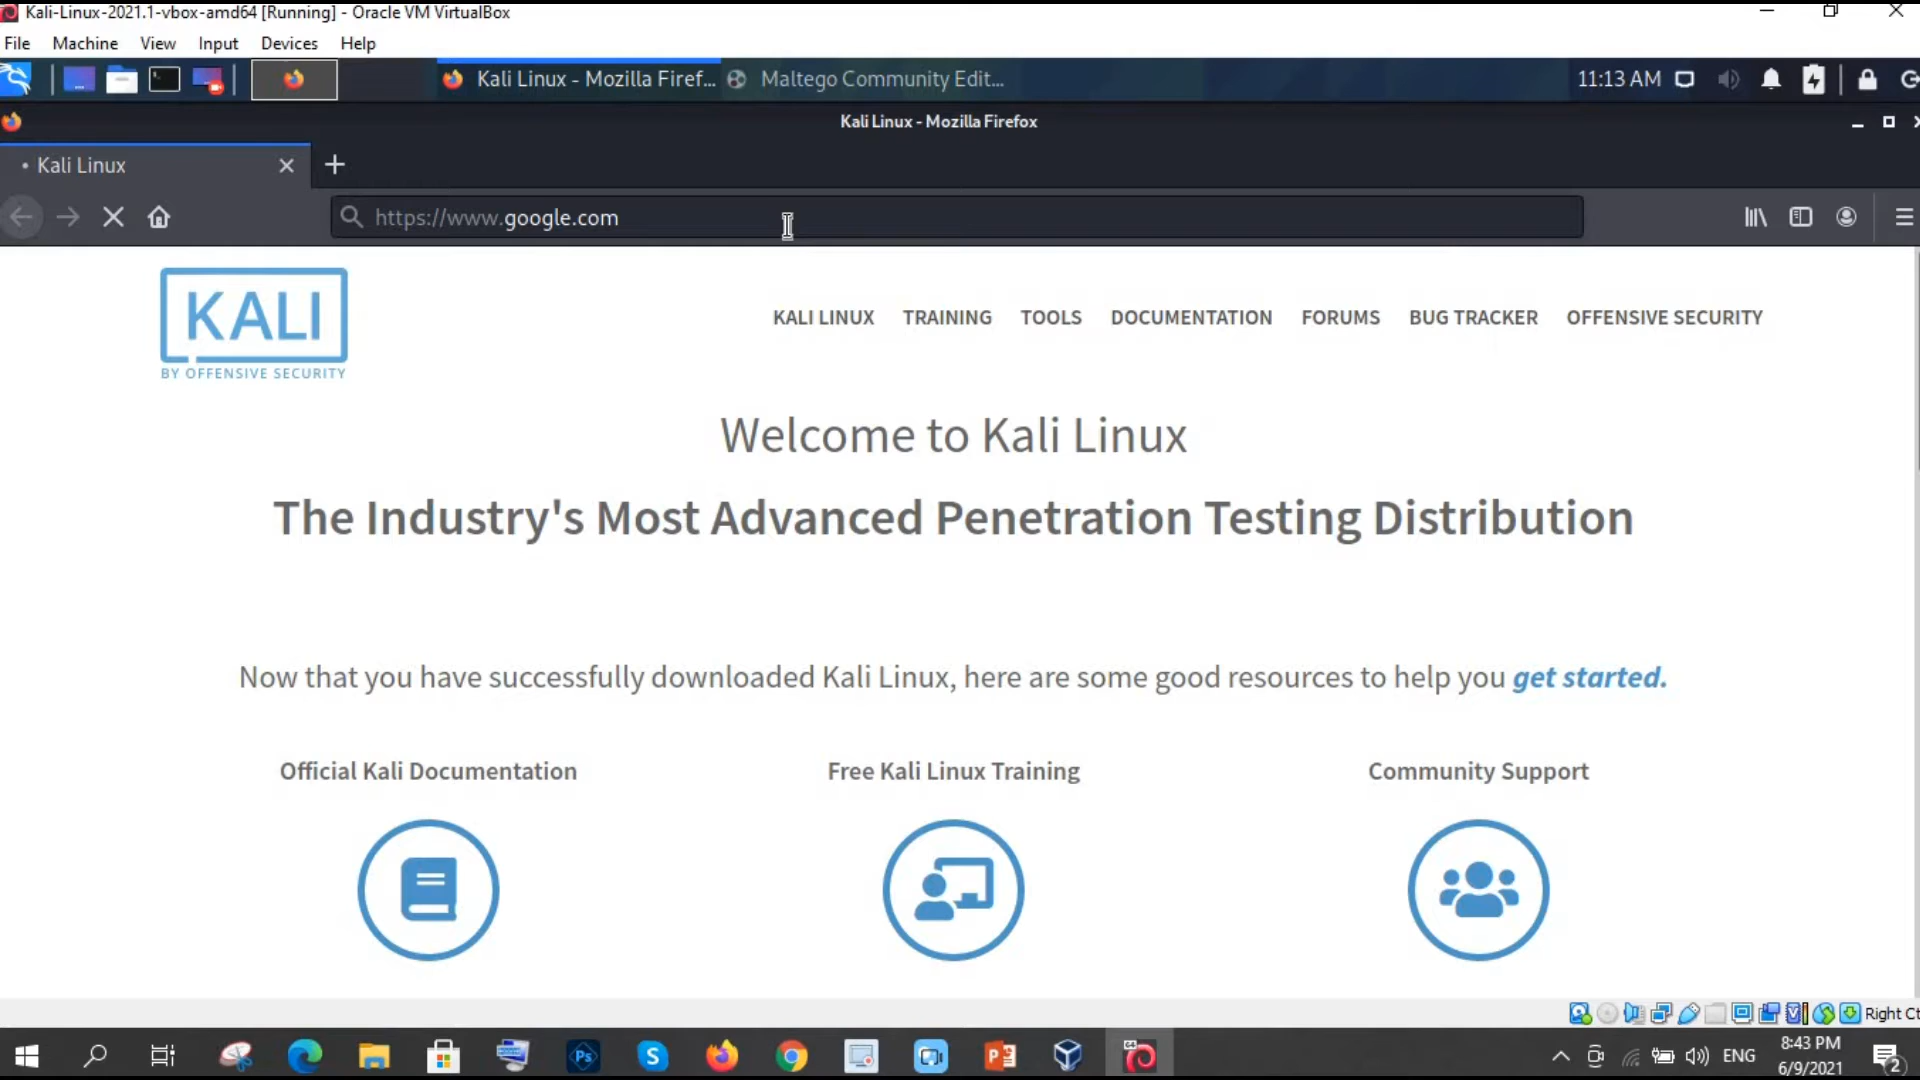 Kali-Linux-2021.1-vbox-amd64 [Running] - Oracle VM VirtualBox
File Machine View Input Devices Help
Kali Linux - Mozilla Firef... Maltego Community Edit... 11:13 AM
Kali Linux - Mozilla Firefox
Kali Linux
https://www.google.com
KALI
BY OFFENSIVE SECURITY
KALI LINUX TRAINING TOOLS DOCUMENTATION FORUMS BUG TRACKER OFFENSIVE SECURITY
Welcome to Kali Linux
The Industry's Most Advanced Penetration Testing Distribution
Now that you have successfully downloaded Kali Linux, here are some good resources to help you get started.
Official Kali Documentation Free Kali Linux Training Community Support
Right Ct
Ps
ENG
8:43 PM
6/9/2021
2